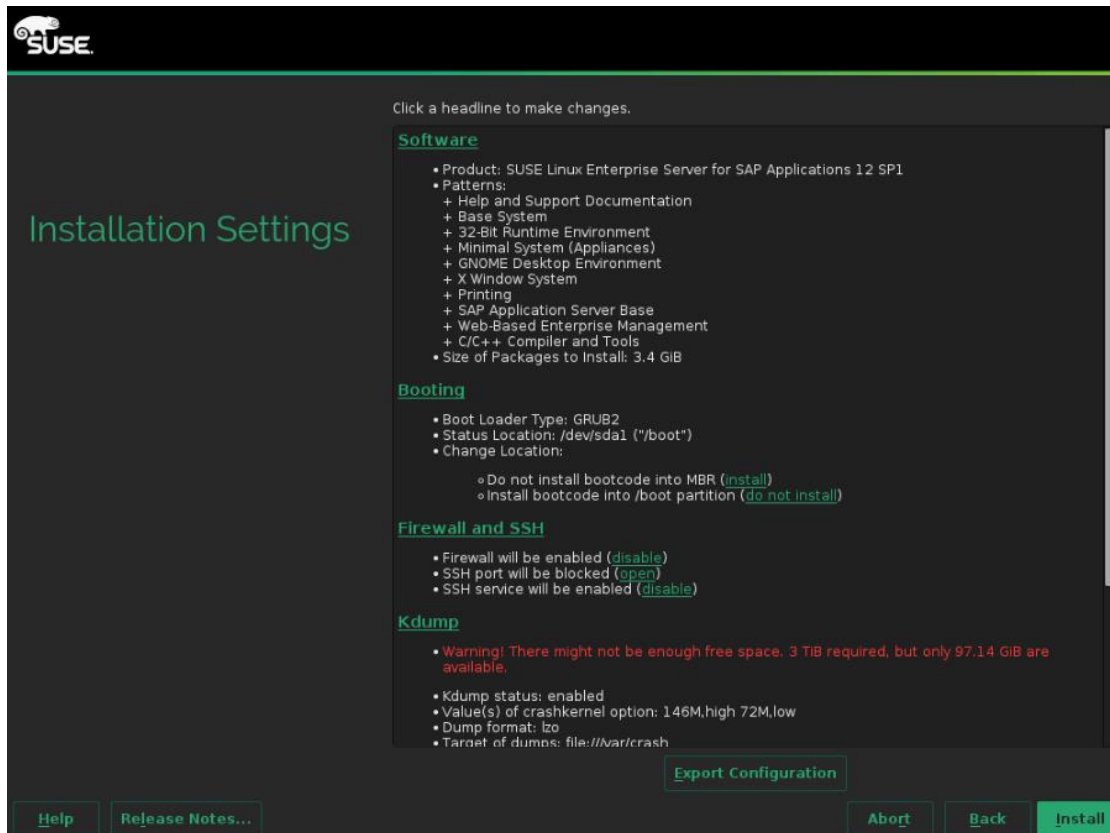 SUSE.
Click a headline to make changes.
Installation Settings
Software
• Product: SUSE Linux Enterprise Server for SAP Applications 12 SP1
• Patterns:
+ Help and Support Documentation
+ Base System
+ 32-Bit Runtime Environment
+ Minimal System (Appliances)
+ GNOME Desktop Environment
+ X Window System
+ Printing
+ SAP Application Server Base
+ Web-Based Enterprise Management
+ C/C++ Compiler and Tools
• Size of Packages to Install: 3.4 GiB
Booting
• Boot Loader Type: GRUB2
• Status Location: /dev/sda1 ("/boot")
• Change Location:
◦ Do not install bootcode into MBR (install)
◦ Install bootcode into /boot partition (do not install)
Firewall and SSH
• Firewall will be enabled (disable)
• SSH port will be blocked (open)
• SSH service will be enabled (disable)
Kdump
• Warning! There might not be enough free space. 3 TiB required, but only 97.14 GiB are
available.
• Kdump status: enabled
• Value(s) of crashkernel option: 146M,high 72M,low
• Dump format: lzo
• Target of dumps: file:///var/crash
Export Configuration
Help
Release Notes...
Abort
Back
Install